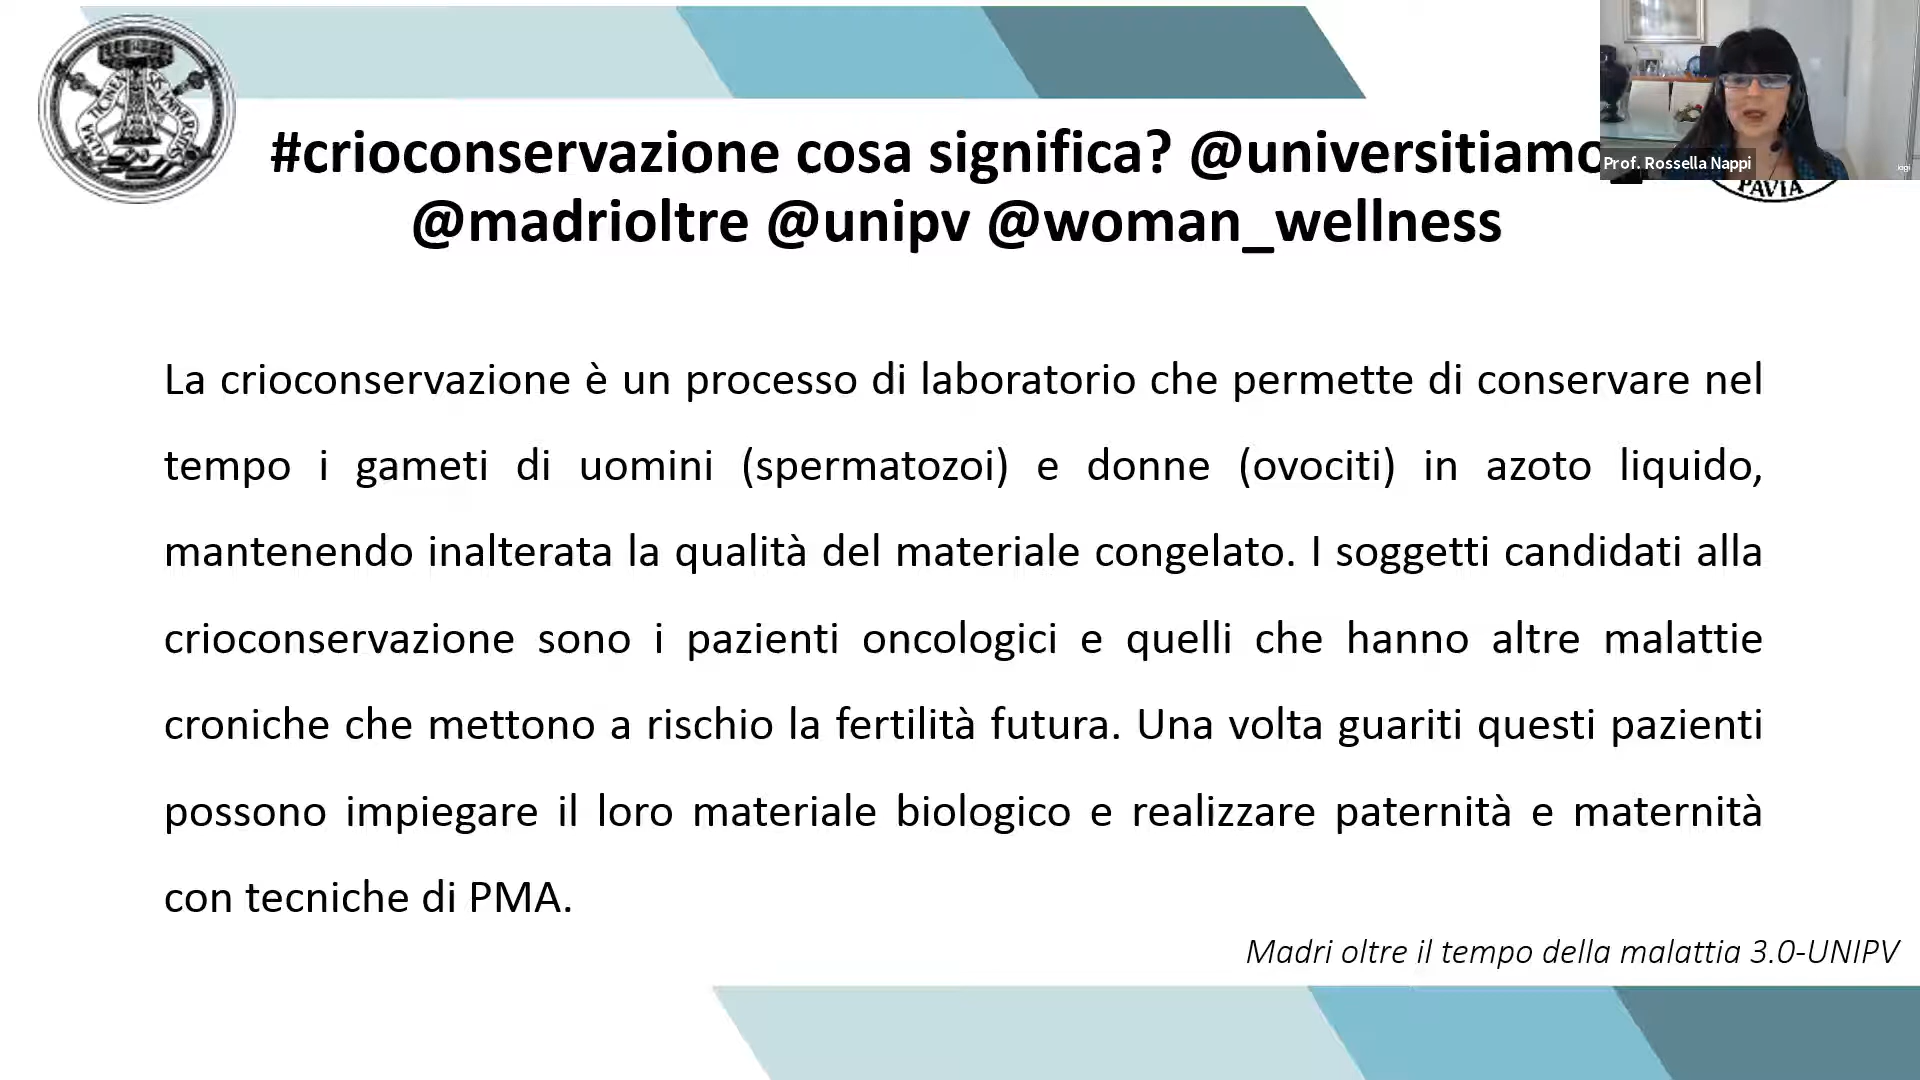 #crioconservazione cosa significa? @universitiamo_
@madrioltre @unipv @woman_wellness
Prof. Rossella Nappi
PAVIA
La crioconservazione è un processo di laboratorio che permette di conservare nel
tempo i gameti di uomini (spermatozoi) e donne (ovociti) in azoto liquido,
mantenendo inalterata la qualità del materiale congelato. I soggetti candidati alla
crioconservazione sono i pazienti oncologici e quelli che hanno altre malattie
croniche che mettono a rischio la fertilità futura. Una volta guariti questi pazienti
possono impiegare il loro materiale biologico e realizzare paternità e maternità
con tecniche di PMA.
Madri oltre il tempo della malattia 3.0-UNIPV